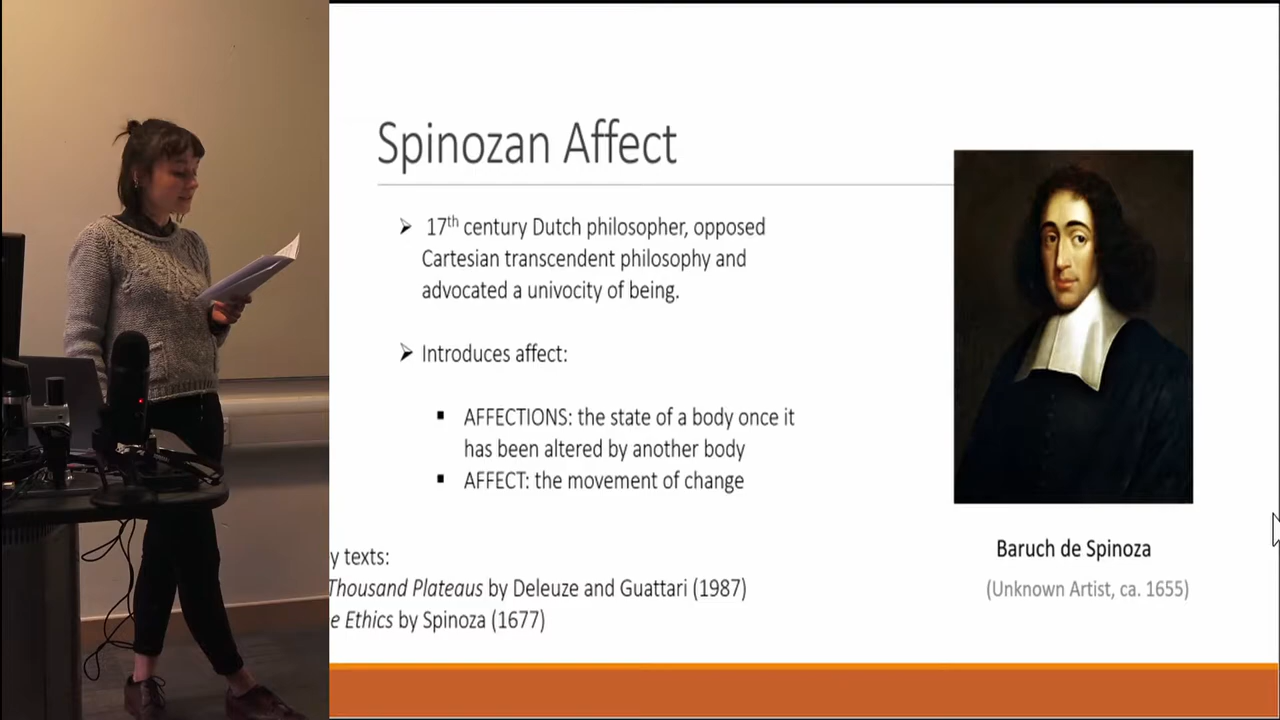 Spinozan Affect
17th century Dutch philosopher, opposed
Cartesian transcendent philosophy and
advocated a univocity of being.
Introduces affect:
AFFECTIONS: the state of a body once it
has been altered by another body
AFFECT: the movement of change
y texts:
Thousand Plateaus by Deleuze and Guattari (1987)
e Ethics by Spinoza (1677)
Baruch de Spinoza
(Unknown Artist, ca. 1655)